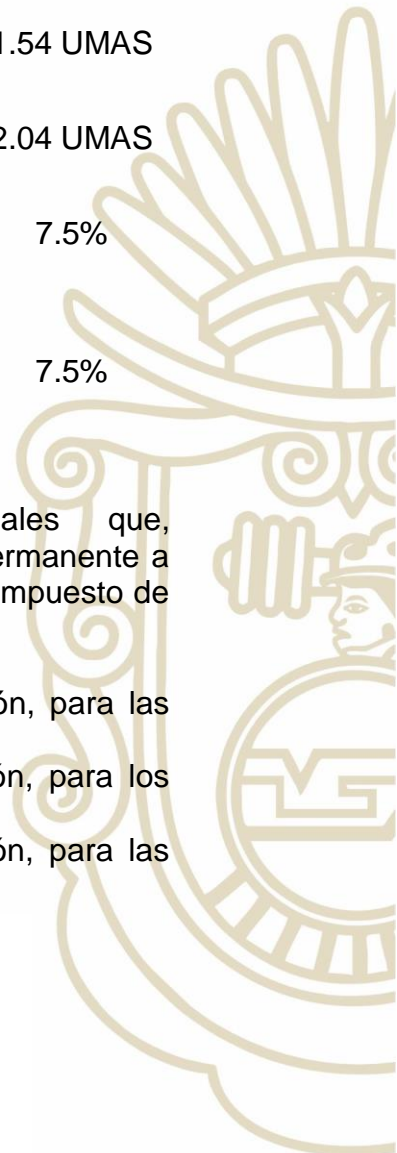 1.54 UMAS
2.04 UMAS
7.5%
7.5%
ales que,
ermanente a
impuesto de
ón, para las
ón, para los
ón, para las